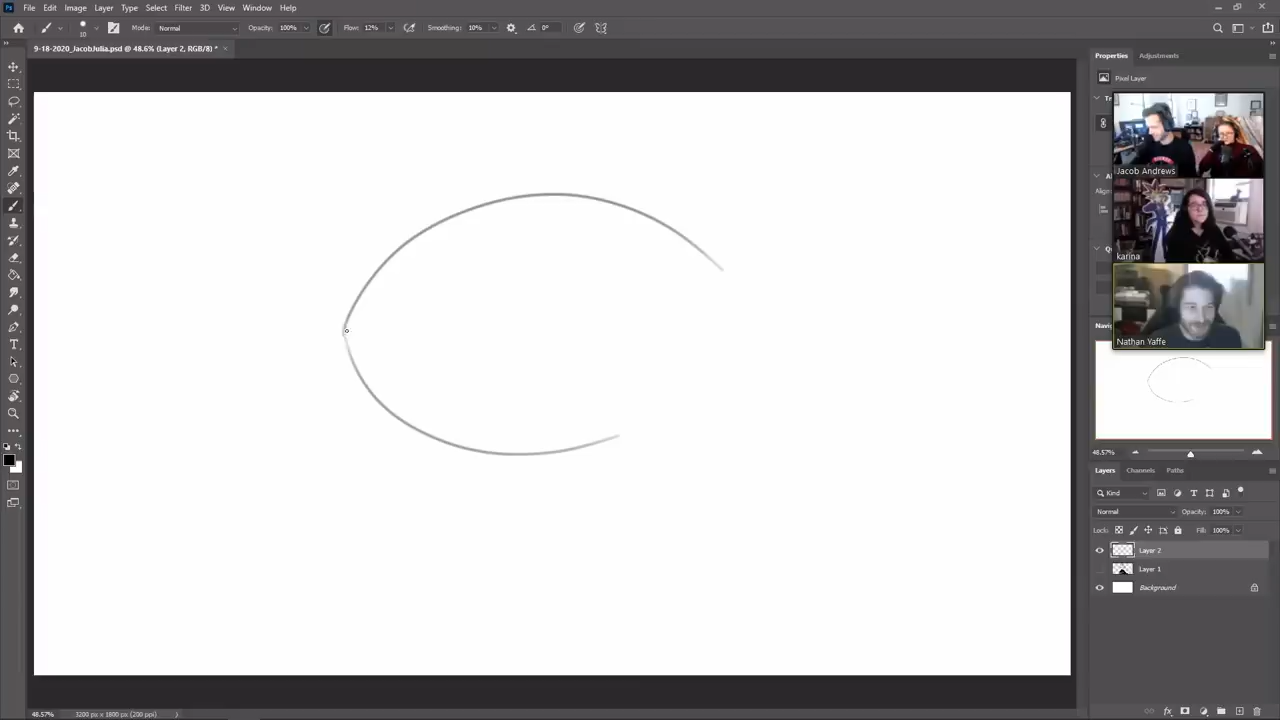 File Edit Image Layer Type Select Filter 3D View Window Help
10 Mode: Normal Opacity: 100% Flow: 12% Smoothing: 10% 0°
9-18-2020_JacobJulia.psd @ 48.6% (Layer 2, RGB/8) * ×
Properties Adjustments
Pixel Layer
Jacob Andrews
karina
Nathan Yaffe
48.57%
Layers Channels Paths
Kind
Normal Opacity: 100%
Lock: Fill: 100%
Layer 2
Layer 1
Background
48.57% 3200 px x 1800 px (200 ppi)